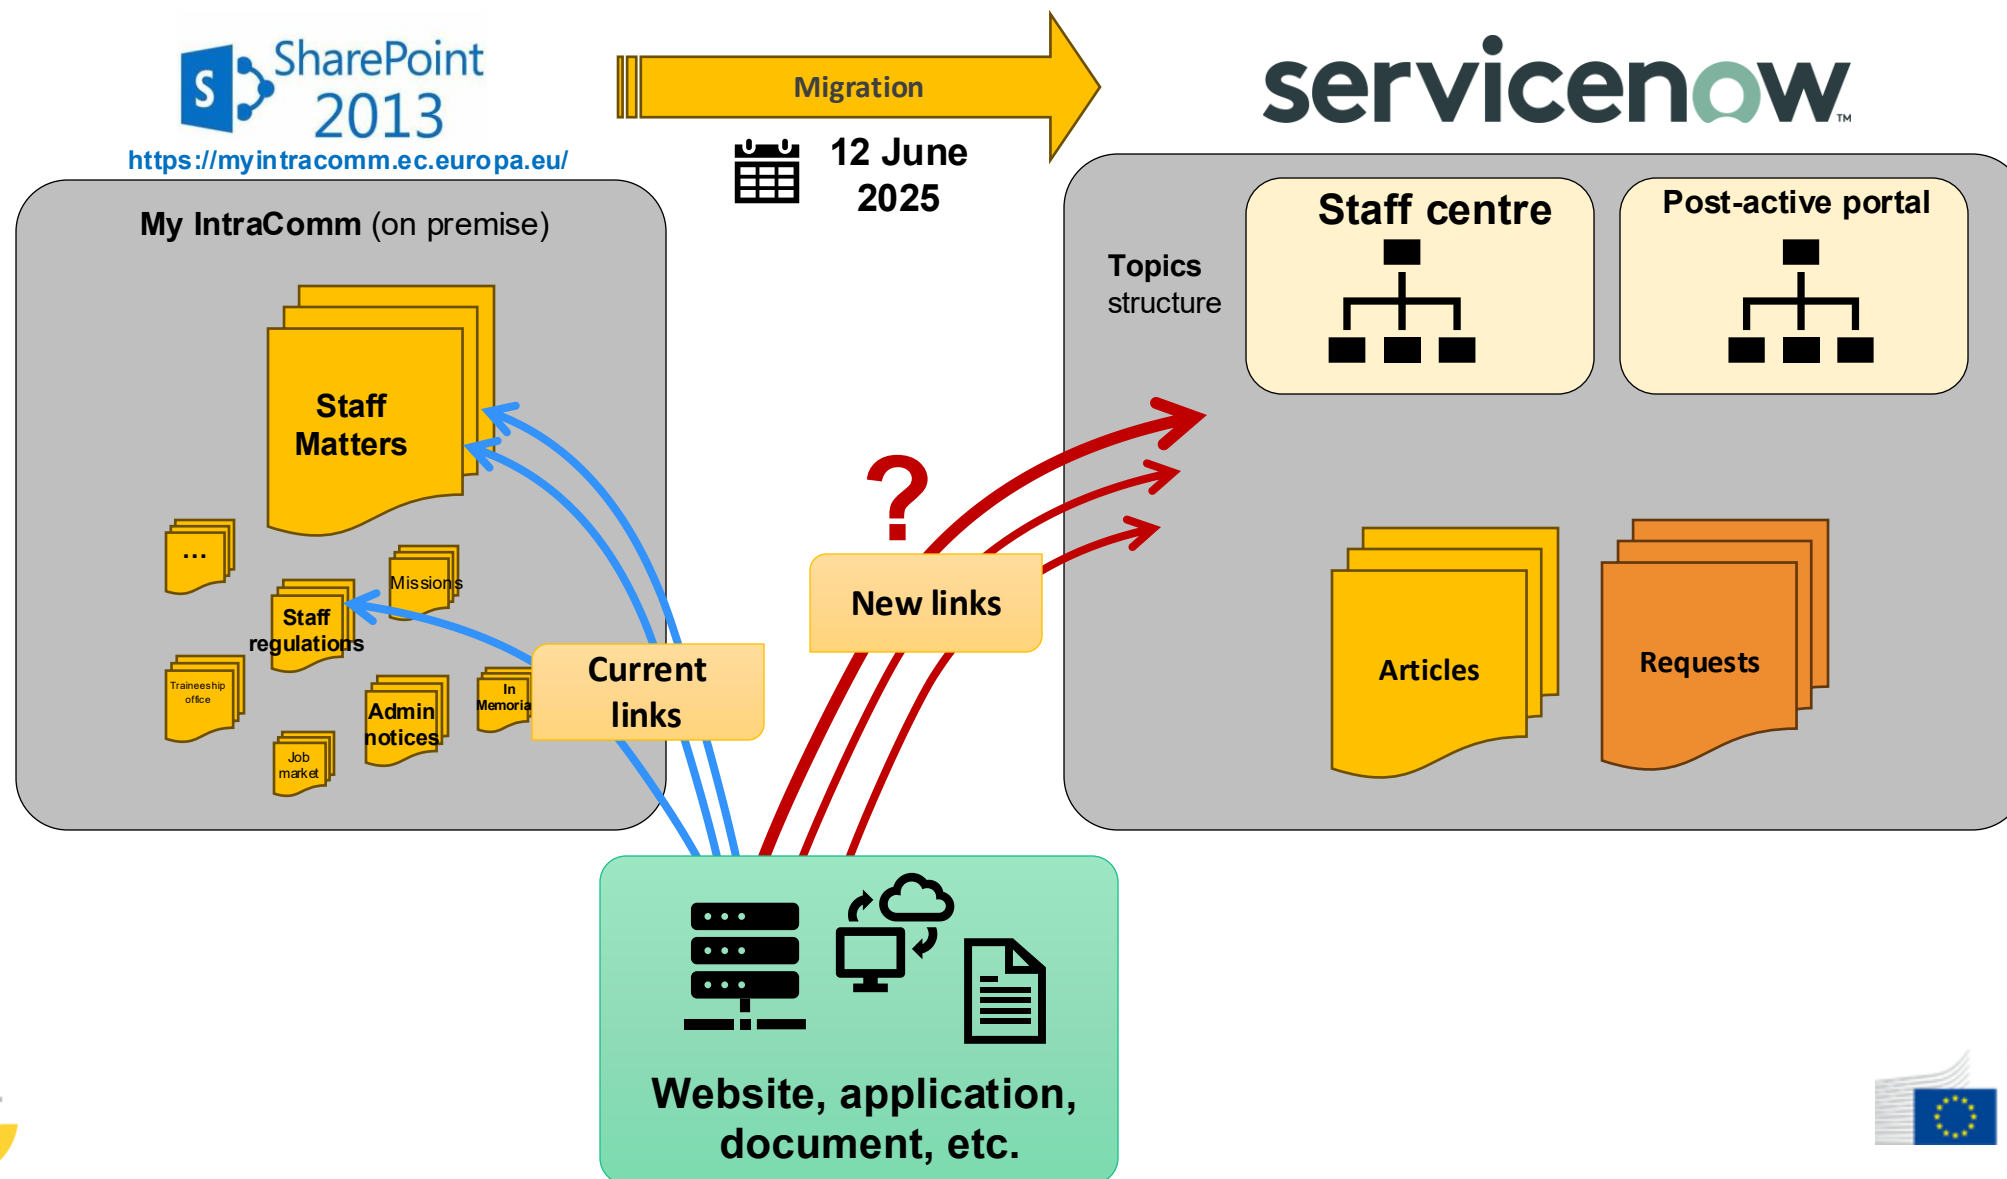 S
SharePoint
2013
https://myintracomm.ec.europa.eu/
Migration
12 June
2025
servicenow
TM
My IntraComm (on premise)
Staff
Matters
...
Missions
Staff
regulations
Traineeship
office
Admin
notices
In
Memoria
Job
market
Current
links
?
New links
Topics
structure
Staff centre
Post-active portal
Articles
Requests
Website, application,
document, etc.